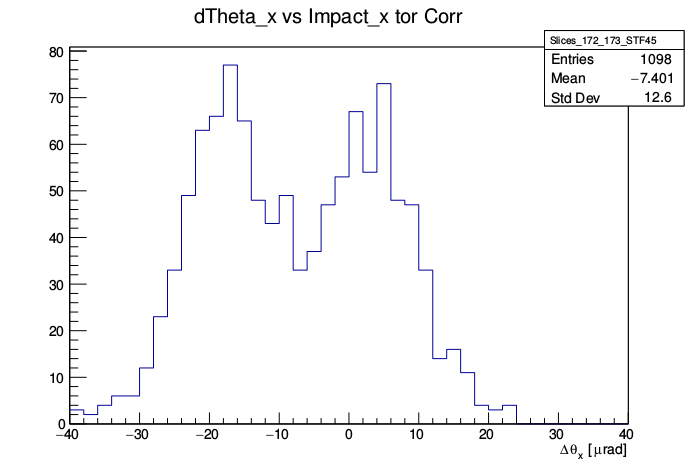 dTheta_x vs Impact_x tor Corr
Slices_172_173_STF45
Entries 1098
Mean −7.401
Std Dev 12.6
80
70
60
50
40
30
20
10
0
−40 −30 −20 −10 0 10 20 30 40
Δθx [μrad]